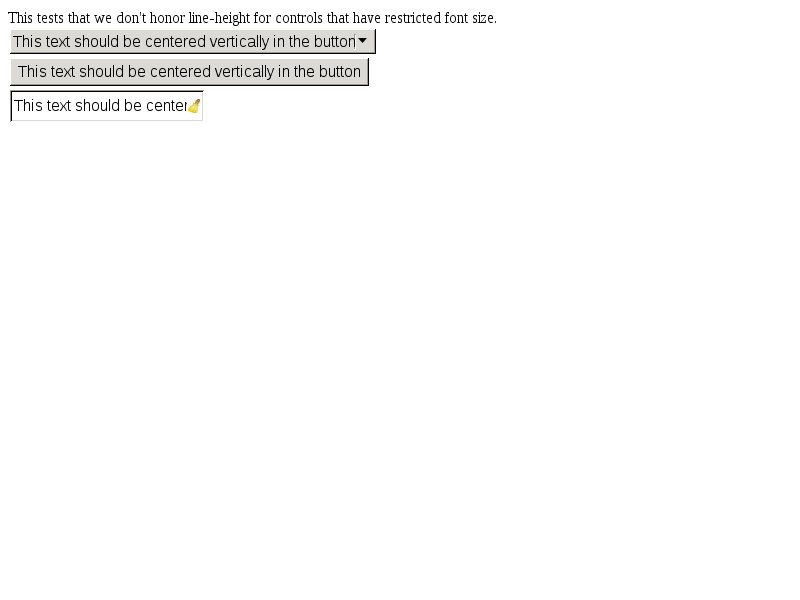 This tests that we don't honor line-height for controls that have restricted font size.
This text should be centered vertically in the button
This text should be centered vertically in the button
This text should be center